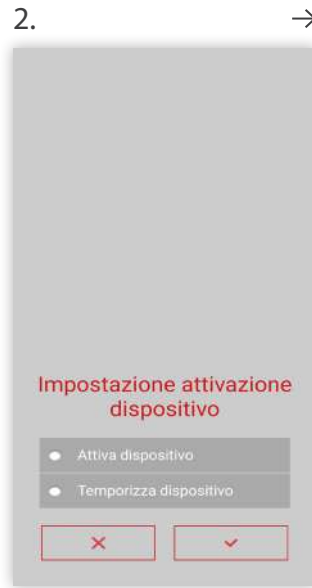 2.
Impostazione attivazione
dispositivo
Attiva dispositivo
Temporizza dispositivo